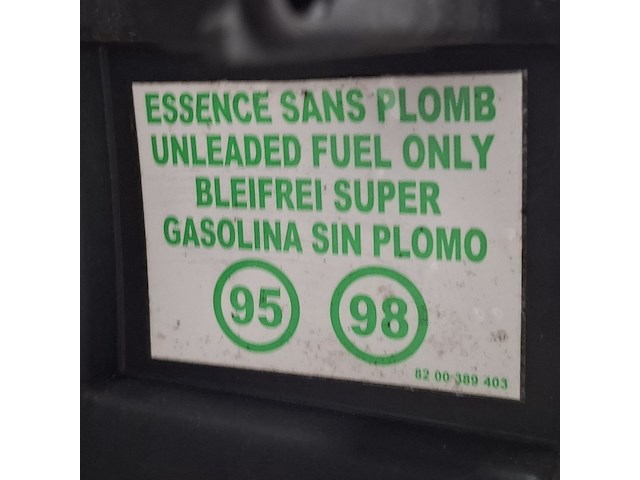 ESSENCE SANS PLOMB
UNLEADED FUEL ONLY
BLEIFREI SUPER
GASOLINA SIN PLOMO
95 98
82 00 389 403